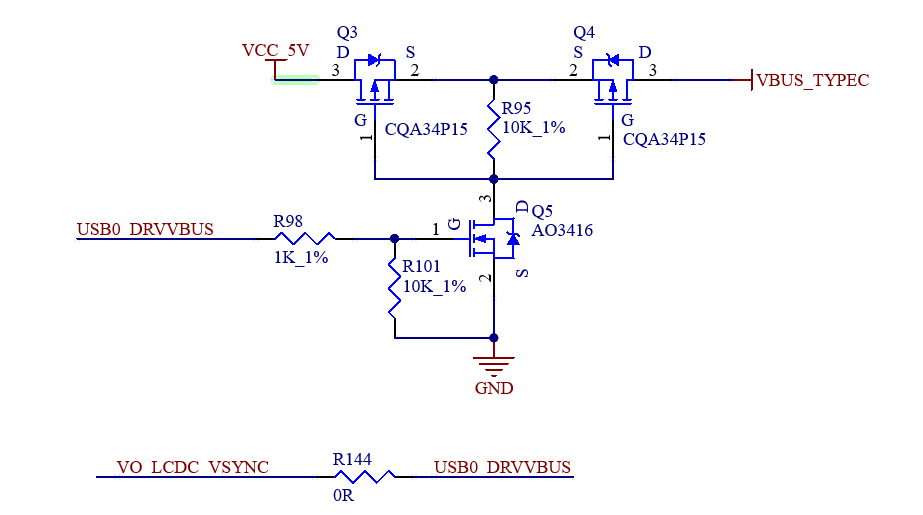 Q3
Q4
VCC_5V
D
S
S
D
3
2
2
3
VBUS_TYPEC
R95
10K_1%
G
1
CQA34P15
G
1
CQA34P15
3
D
Q5
AO3416
USB0_DRVVBUS
R98
1K_1%
1
G
R101
10K_1%
2
S
GND
VO_LCDC_VSYNC
R144
0R
USB0_DRVVBUS